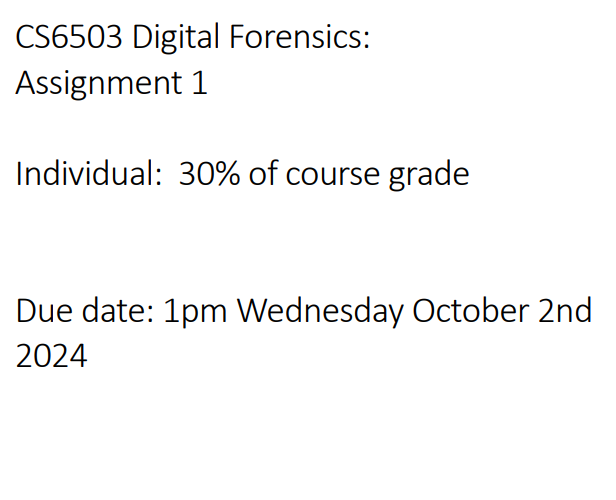 CS6503 Digital Forensics:
Assignment 1
Individual:  30% of course grade
Due date: 1pm Wednesday October 2nd
2024